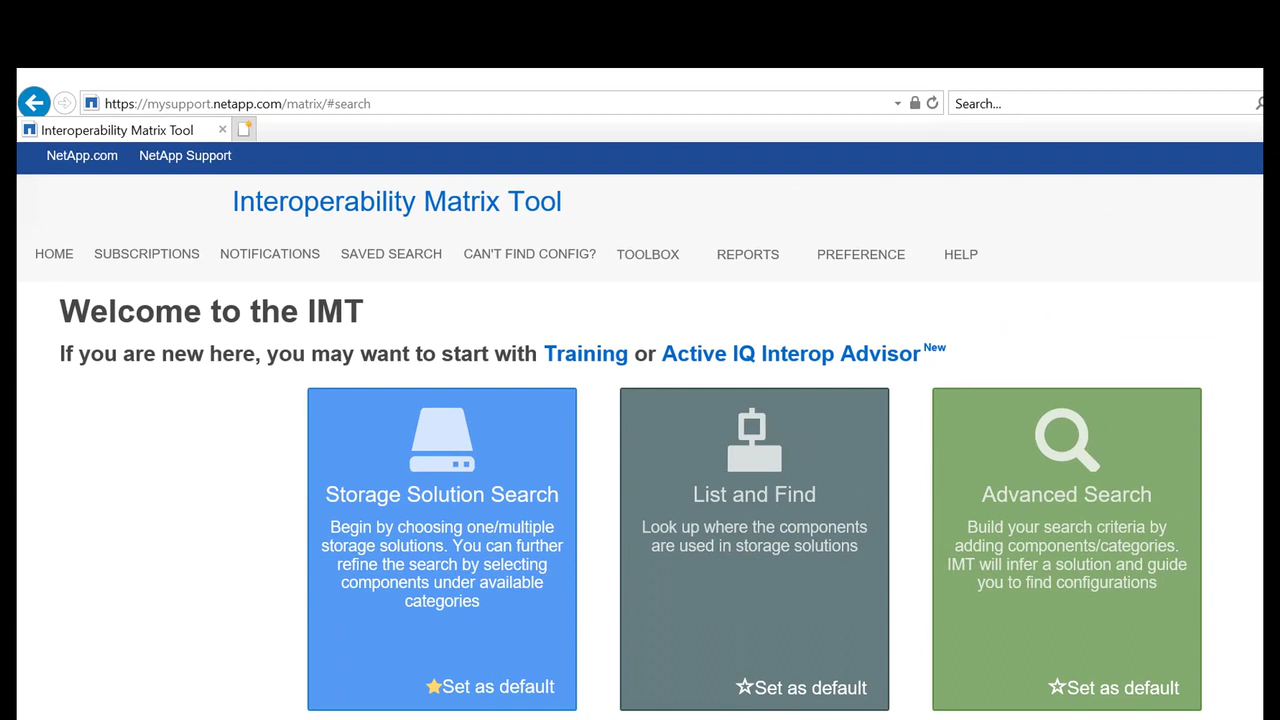 https://mysupport.netapp.com/matrix/#search
Search...
Interoperability Matrix Tool
NetApp.com NetApp Support
Interoperability Matrix Tool
HOME SUBSCRIPTIONS NOTIFICATIONS SAVED SEARCH CAN'T FIND CONFIG? TOOLBOX REPORTS PREFERENCE HELP
Welcome to the IMT
If you are new here, you may want to start with Training or Active IQ Interop Advisor New
Storage Solution Search
Begin by choosing one/multiple
storage solutions. You can further
refine the search by selecting
components under available
categories
Set as default
List and Find
Look up where the components
are used in storage solutions
Set as default
Advanced Search
Build your search criteria by
adding components/categories.
IMT will infer a solution and guide
you to find configurations
Set as default